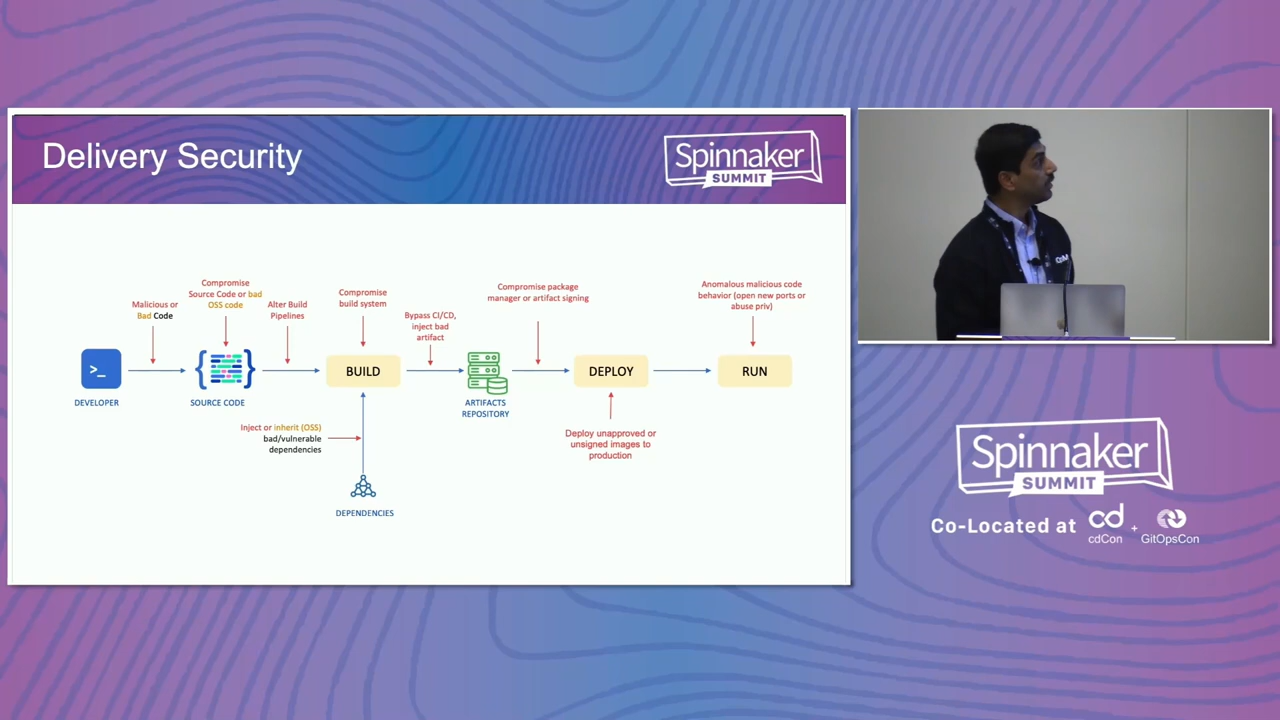 Delivery Security
Spinnaker
SUMMIT
Compromise
Source Code or bad
OSS code
Malicious or
Bad Code
Alter Build
Pipelines
Compromise
build system
Bypass CI/CD,
inject bad
artifact
Compromise package
manager or artifact signing
Anomalous malicious code
behavior (open new ports or
abuse priv)
>_
{ }
BUILD
DEPLOY
RUN
DEVELOPER
SOURCE CODE
ARTIFACTS
REPOSITORY
Inject or inherit (OSS)
bad/vulnerable
dependencies
Deploy unapproved or
unsigned images to
production
DEPENDENCIES
Spinnaker
SUMMIT
Co-Located at
cd
cdCon
+
GitOpsCon